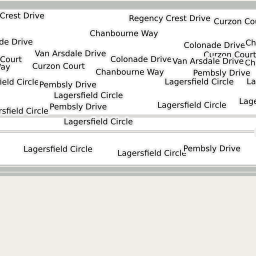 Crest Drive
Regency Crest Drive
Curzon Cou
Chanbourne Way
de Drive
Colonade Drive
Ch
Van Arsdale Drive
Curzon Court
Court
Colonade Drive
Van Arsdale Drive
Ch
ay
Curzon Court
Chanbourne Way
Pembsly Drive
ield Circle
Pembsly Drive
Lagersfield Circle
La
Lagersfield Circle
Lage
rsfield Circle
Pembsly Drive
Lagersfield Circle
Lagersfield Circle
Lagersfield Circle
Lagersfield Circle
Pembsly Drive